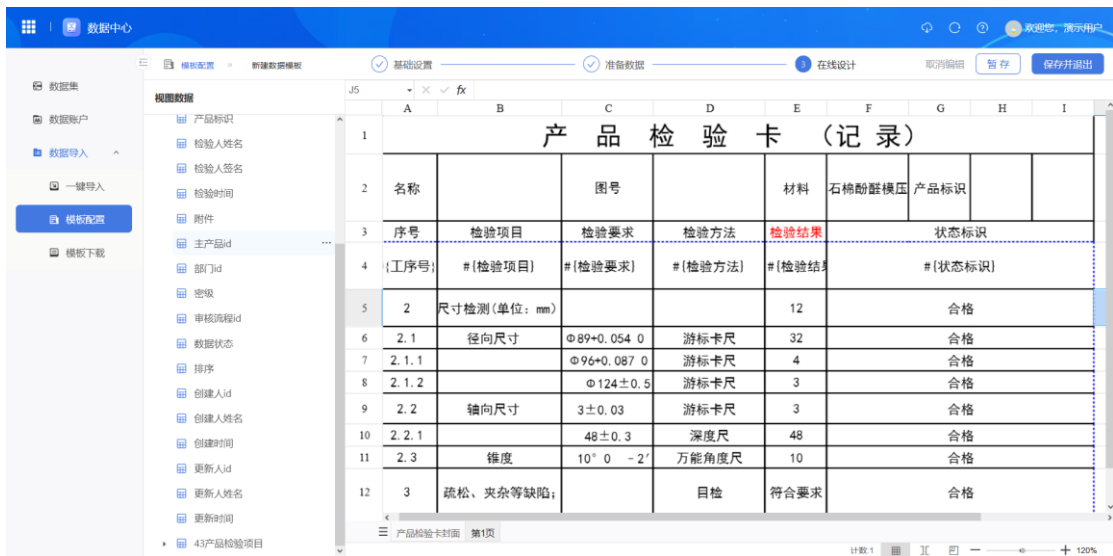 数据中心
欢迎您，演示用户
模板配置 > 新建数据模板
基础设置
准备数据
3 在线设计
取消编辑
暂存
保存并退出
数据集
数据账户
数据导入
一键导入
模板配置
模板下载
视图数据
产品标识
检验人姓名
检验人签名
检验时间
附件
主产品id
部门id
密级
审核流程id
数据状态
排序
创建人id
创建人姓名
创建时间
更新人id
更新人姓名
更新时间
43产品检验项目
J5 fx
A B C D E F G H I
1 产 品 检 验 卡 （记 录）
2 名称 图号 材料 石棉酚醛模压 产品标识
3 序号 检验项目 检验要求 检验方法 检验结果 状态标识
4 {工序号} #{检验项目} #{检验要求} #{检验方法} #{检验结果 #{状态标识}
5 2 尺寸检测(单位：mm) 12 合格
6 2.1 径向尺寸 Φ89+0.054 0 游标卡尺 32 合格
7 2.1.1 Φ96+0.087 0 游标卡尺 4 合格
8 2.1.2 Φ124±0.5 游标卡尺 3 合格
9 2.2 轴向尺寸 3±0.03 游标卡尺 3 合格
10 2.2.1 48±0.3 深度尺 48 合格
11 2.3 锥度 10° 0 -2′ 万能角度尺 10 合格
12 3 疏松、夹杂等缺陷; 目检 符合要求 合格
产品检验卡封面 第1页
计数:1
120%